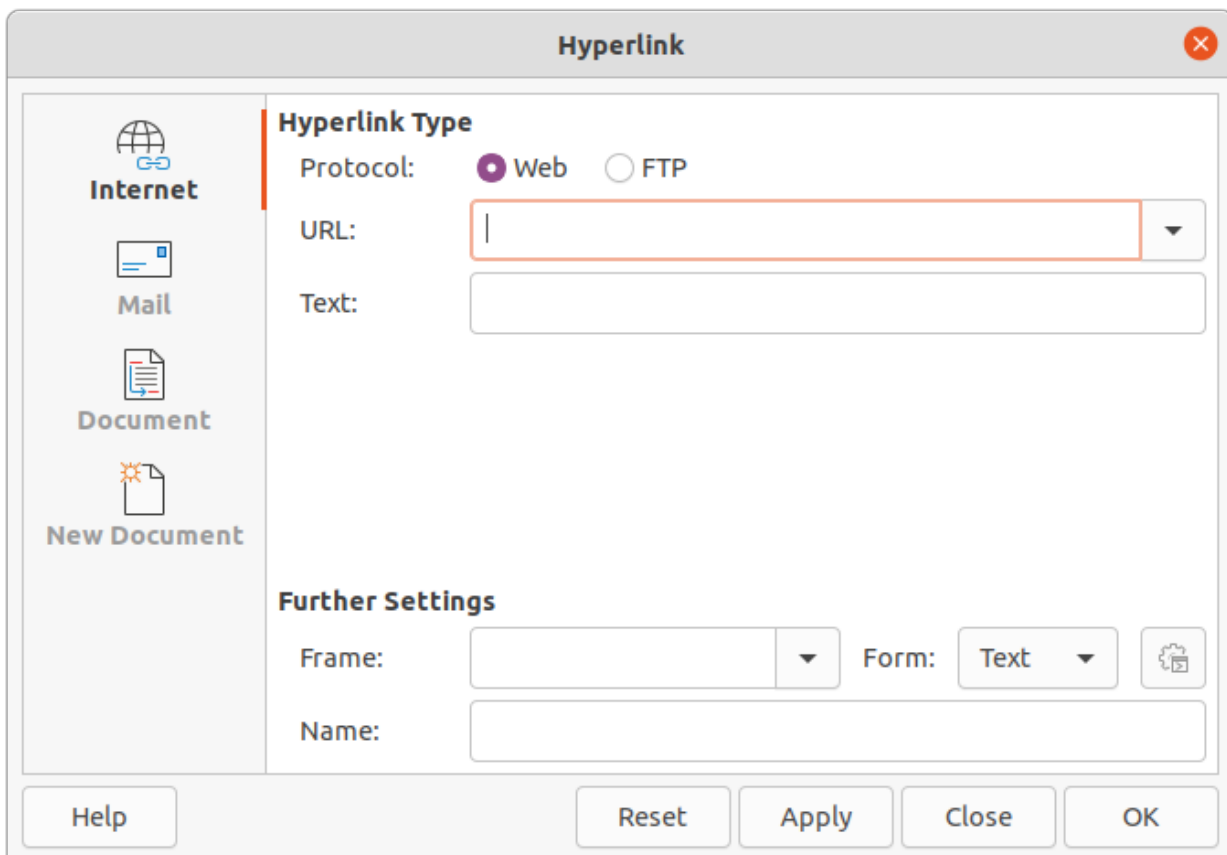 Hyperlink
Internet
Mail
Document
New Document
Hyperlink Type
Protocol: Web FTP
URL:
Text:
Further Settings
Frame: Form: Text
Name:
Help Reset Apply Close OK